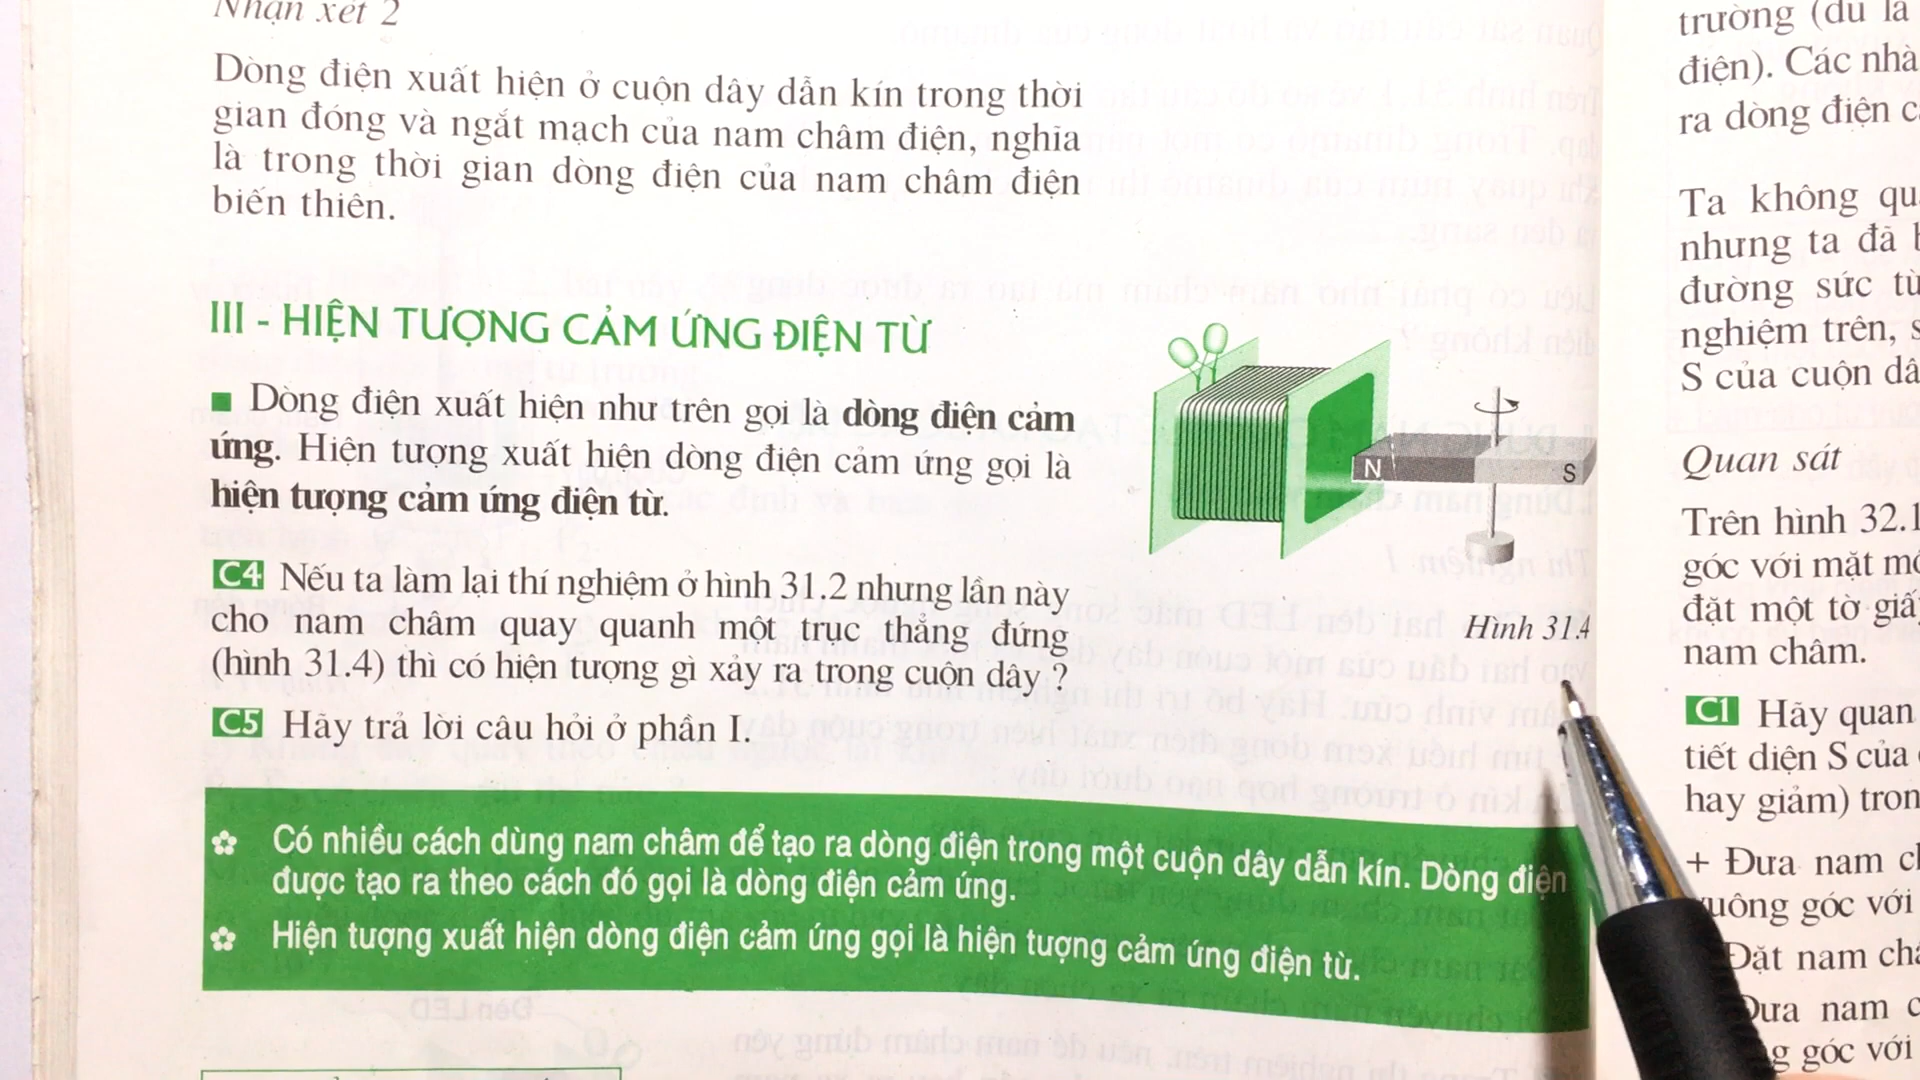 Nhận xét 2
Dòng điện xuất hiện ở cuộn dây dẫn kín trong thời
gian đóng và ngắt mạch của nam châm điện, nghĩa
là trong thời gian dòng điện của nam châm điện
biến thiên.
III - HIỆN TƯỢNG CẢM ỨNG ĐIỆN TỪ
Dòng điện xuất hiện như trên gọi là dòng điện cảm
ứng. Hiện tượng xuất hiện dòng điện cảm ứng gọi là
hiện tượng cảm ứng điện từ.
N
S
Hình 31.4
C4 Nếu ta làm lại thí nghiệm ở hình 31.2 nhưng lần này
cho nam châm quay quanh một trục thẳng đứng
(hình 31.4) thì có hiện tượng gì xảy ra trong cuộn dây ?
C5 Hãy trả lời câu hỏi ở phần I.
Có nhiều cách dùng nam châm để tạo ra dòng điện trong một cuộn dây dẫn kín. Dòng điện
được tạo ra theo cách đó gọi là dòng điện cảm ứng.
Hiện tượng xuất hiện dòng điện cảm ứng gọi là hiện tượng cảm ứng điện từ.
trường (dù là
điện). Các nhà
ra dòng điện
Ta không
nhưng ta đã
đường sức từ
nghiệm trên,
S của cuộn
Quan sát
Trên hình 32.1
góc với mặt
đặt một tờ giấy
nam châm.
C1 Hãy quan
tiết diện S của
hay giảm)
+ Đưa nam
vuông góc với
Đặt nam
Đưa nam
góc với